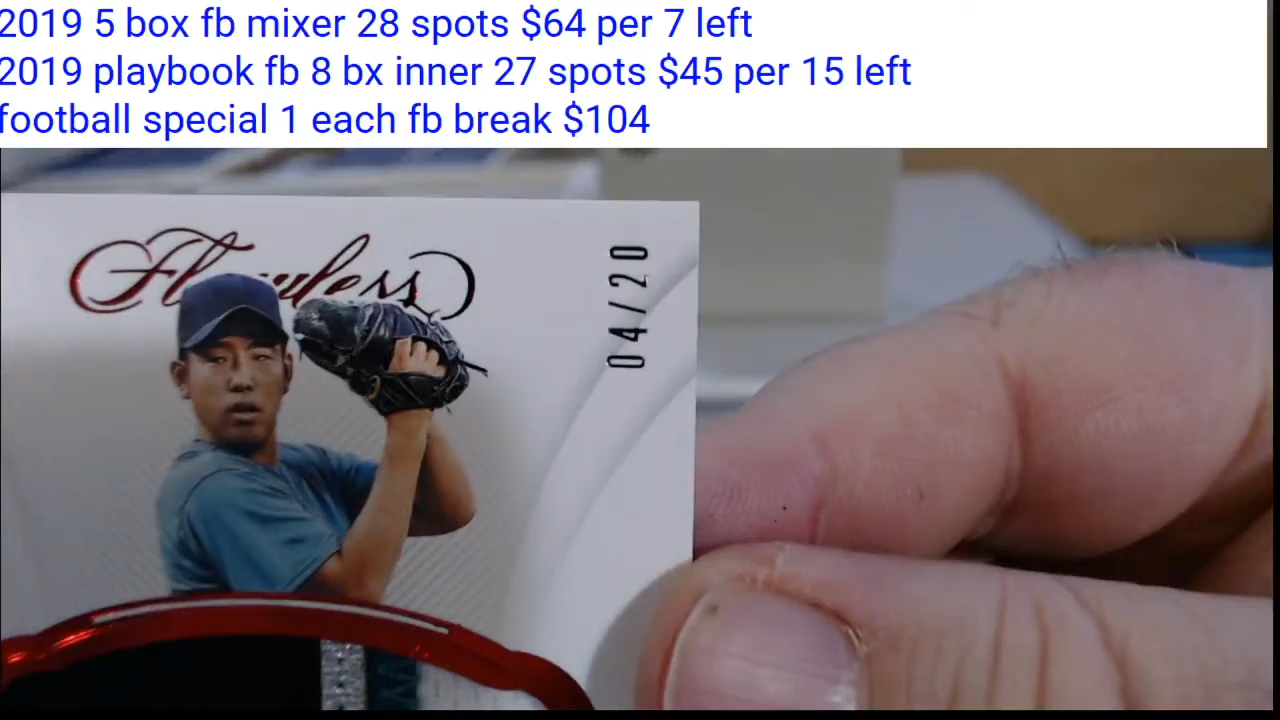 2019 5 box fb mixer 28 spots $64 per 7 left
2019 playbook fb 8 bx inner 27 spots $45 per 15 left
football special 1 each fb break $104
Flawless
04/20